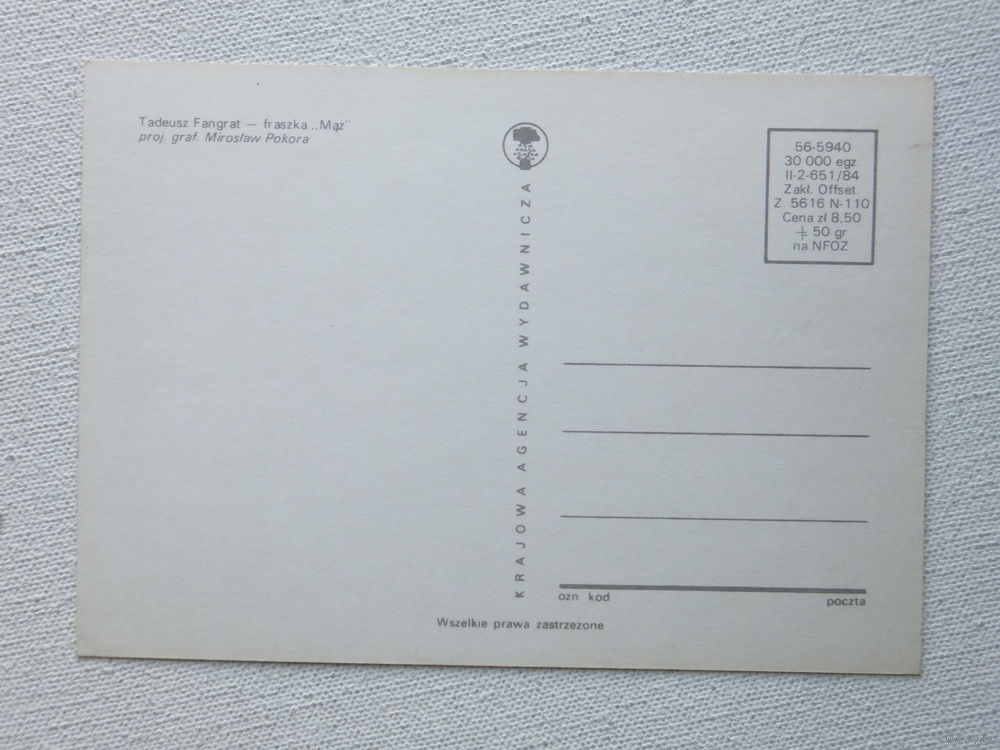 Tadeusz Fangrat — fraszka „Mąż"
proj. graf. Mirosław Pokora
KRAJOWA AGENCJA WYDAWNICZA
56-5940
30 000 egz.
II-2-651/84
Zakł. Offset.
Z. 5616 N-110
Cena zł 8,50
+ 50 gr
na NFOZ
ozn kod
poczta
Wszelkie prawa zastrzeżone